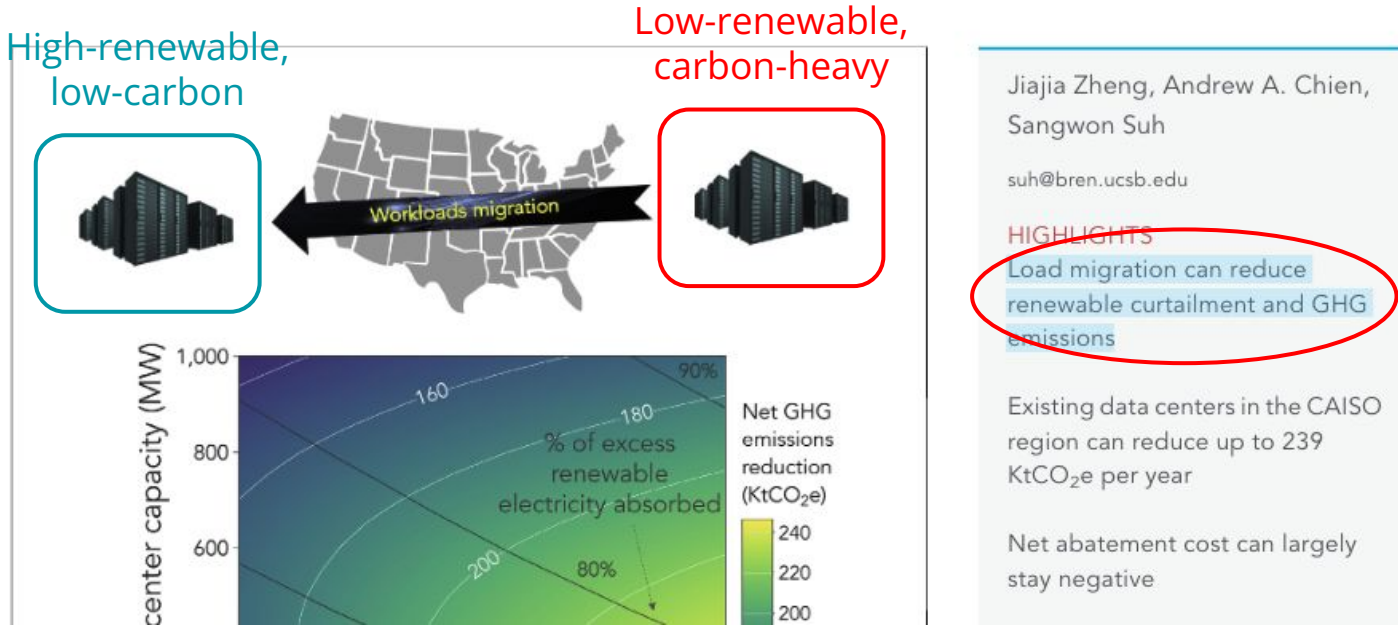 High-renewable,
low-carbon
Low-renewable,
carbon-heavy
Workloads migration
center capacity (MW)
1,000
800
600
160
180
200
90%
80%
% of excess
renewable
electricity absorbed
Net GHG
emissions
reduction
(KtCO₂e)
240
220
200
Jiajia Zheng, Andrew A. Chien,
Sangwon Suh
suh@bren.ucsb.edu
HIGHLIGHTS
Load migration can reduce
renewable curtailment and GHG
emissions
Existing data centers in the CAISO
region can reduce up to 239
KtCO₂e per year
Net abatement cost can largely
stay negative